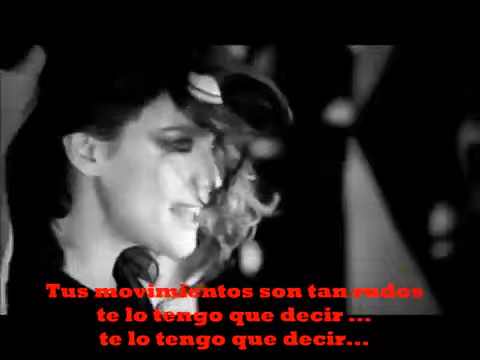 Tus movimientos son tan rudos
te lo tengo que decir ...
te lo tengo que decir...